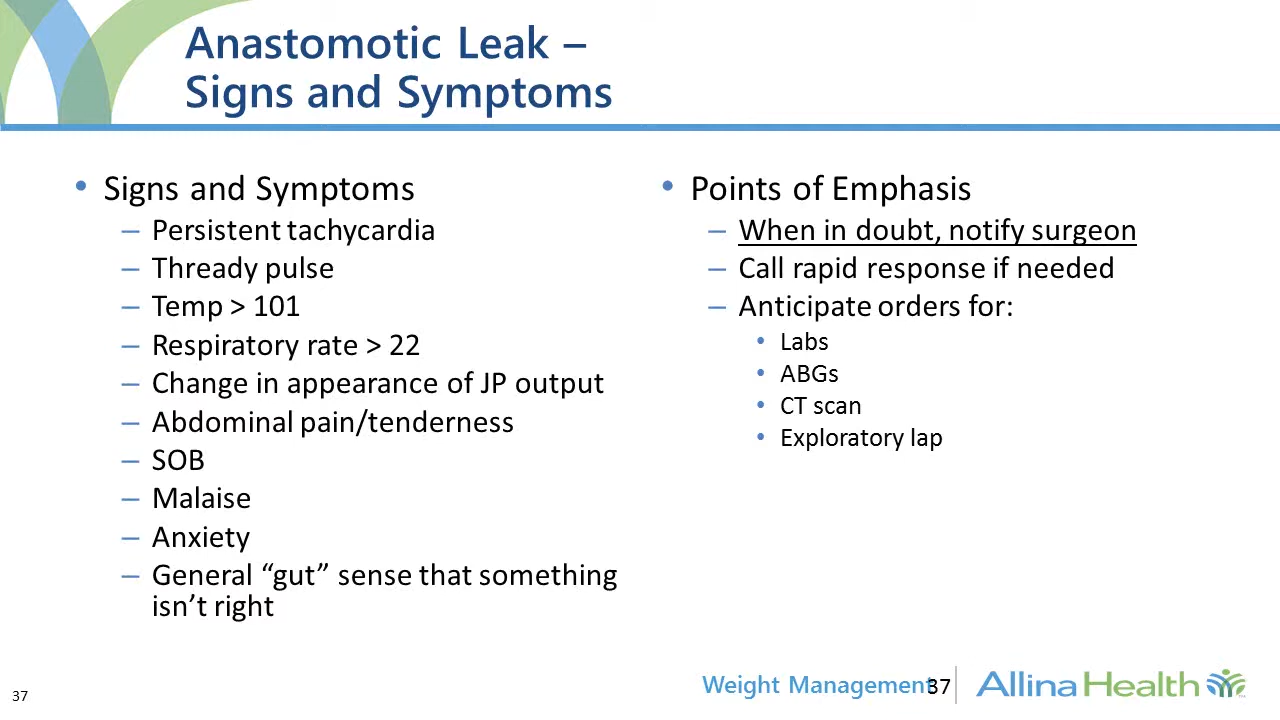 Anastomotic Leak –
Signs and Symptoms
• Signs and Symptoms
– Persistent tachycardia
– Thready pulse
– Temp > 101
– Respiratory rate > 22
– Change in appearance of JP output
– Abdominal pain/tenderness
– SOB
– Malaise
– Anxiety
– General “gut” sense that something
isn’t right
• Points of Emphasis
– When in doubt, notify surgeon
– Call rapid response if needed
– Anticipate orders for:
• Labs
• ABGs
• CT scan
• Exploratory lap
37
Weight Management
37
Allina Health